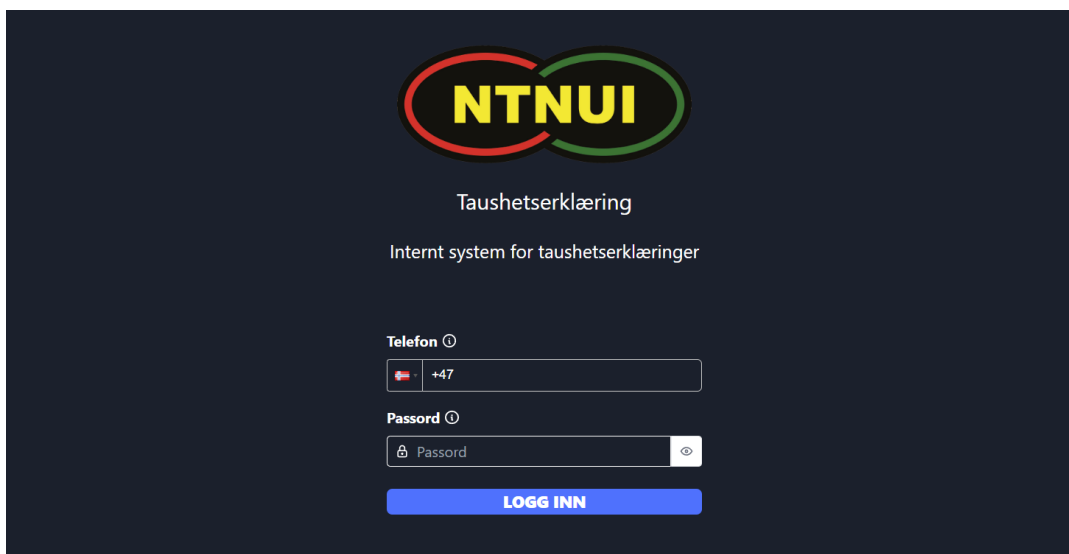 NTNUI
Taushetserklæring
Internt system for taushetserklæringer
Telefon
+47
Passord
Passord
LOGG INN